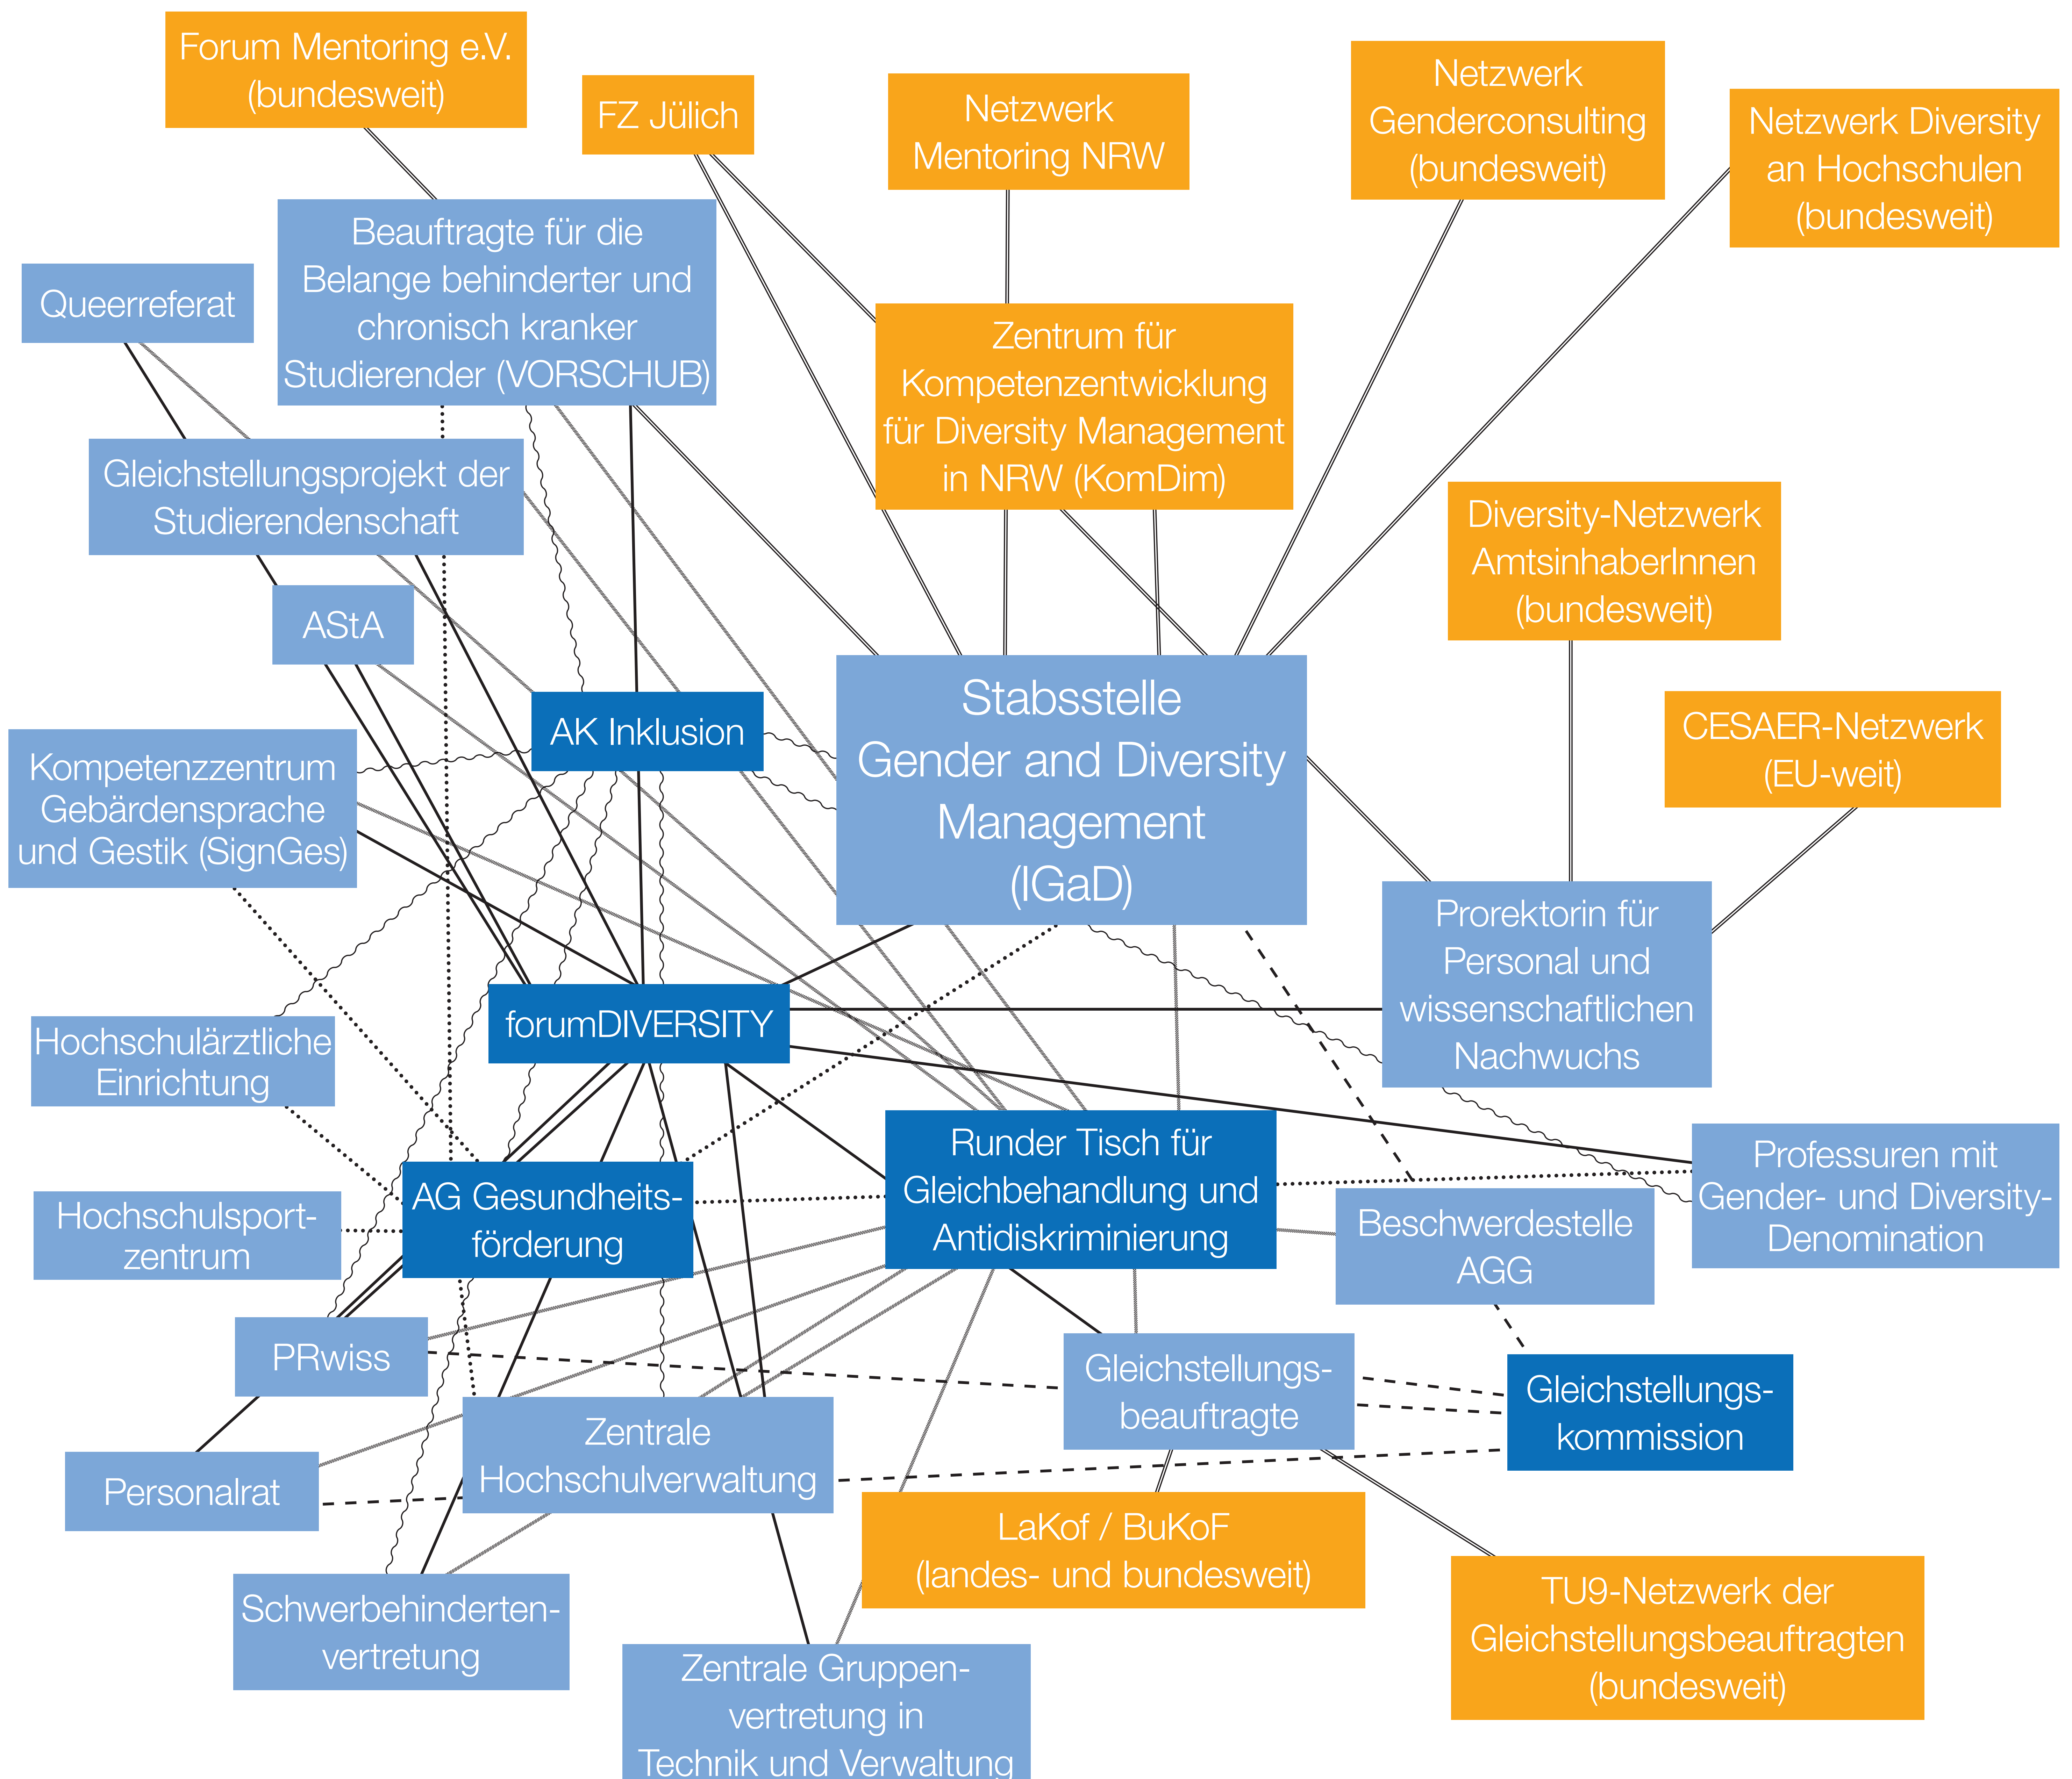 Forum Mentoring e.V.
(bundesweit)
FZ Jülich
Netzwerk
Mentoring NRW
Netzwerk
Genderconsulting
(bundesweit)
Netzwerk Diversity
an Hochschulen
(bundesweit)
Beauftragte für die
Belange behinderter und
chronisch kranker
Studierender (VORSCHUB)
Queerreferat
Zentrum für
Kompetenzentwicklung
für Diversity Management
in NRW (KomDim)
Gleichstellungsprojekt der
Studierendenschaft
Diversity-Netzwerk
AmtsinhaberInnen
(bundesweit)
AStA
Stabsstelle
Gender and Diversity
Management
(IGaD)
AK Inklusion
CESAER-Netzwerk
(EU-weit)
Kompetenzzentrum
Gebärdensprache
und Gestik (SignGes)
Prorektorin für
Personal und
wissenschaftlichen
Nachwuchs
forumDIVERSITY
Hochschulärztliche
Einrichtung
Runder Tisch für
Gleichbehandlung und
Antidiskriminierung
Professuren mit
Gender- und Diversity-
Denomination
AG Gesundheits-
förderung
Hochschulsport-
zentrum
Beschwerdestelle
AGG
PRwiss
Gleichstellungs-
beauftragte
Gleichstellungs-
kommission
Zentrale
Hochschulverwaltung
Personalrat
LaKof / BuKoF
(landes- und bundesweit)
TU9-Netzwerk der
Gleichstellungsbeauftragten
(bundesweit)
Schwerbehinderten-
vertretung
Zentrale Gruppen-
vertretung in
Technik und Verwaltung